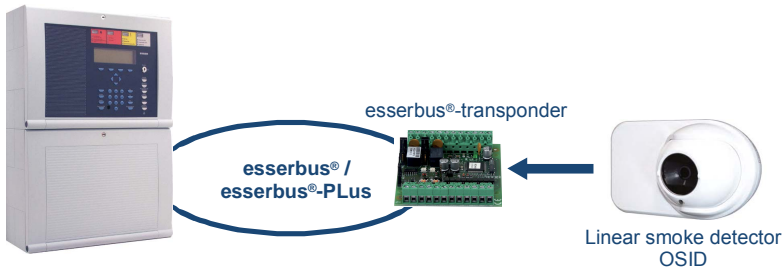 esserbus®-transponder
esserbus® /
esserbus®-PLus
Linear smoke detector
OSID